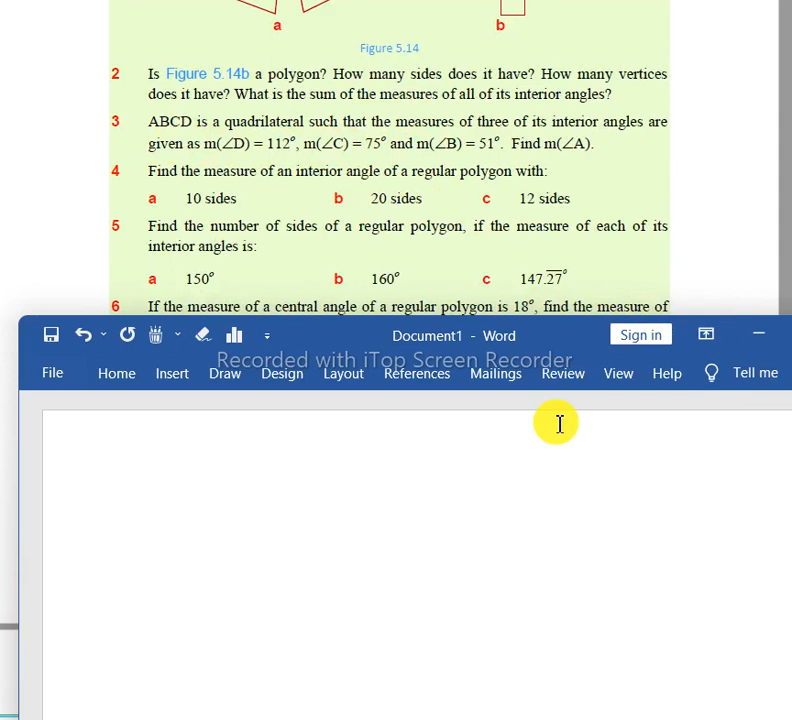 a
b
Figure 5.14
2 Is Figure 5.14b a polygon? How many sides does it have? How many vertices
does it have? What is the sum of the measures of all of its interior angles?
3 ABCD is a quadrilateral such that the measures of three of its interior angles are
given as m(∠D) = 112°, m(∠C) = 75° and m(∠B) = 51°. Find m(∠A).
4 Find the measure of an interior angle of a regular polygon with:
a 10 sides b 20 sides c 12 sides
5 Find the number of sides of a regular polygon, if the measure of each of its
interior angles is:
a 150° b 160° c 147.2̅7̅°
6 If the measure of a central angle of a regular polygon is 18°, find the measure of
Document1 - Word Sign in
Recorded with iTop Screen Recorder
File Home Insert Draw Design Layout References Mailings Review View Help Tell me